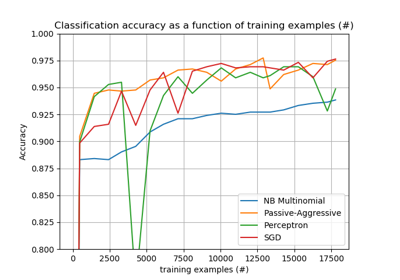 Classification accuracy as a function of training examples (#)
1.000
0.975
0.950
0.925
0.900
0.875
0.850
0.825
0.800
Accuracy
NB Multinomial
Passive-Aggressive
Perceptron
SGD
0 2500 5000 7500 10000 12500 15000 17500
training examples (#)